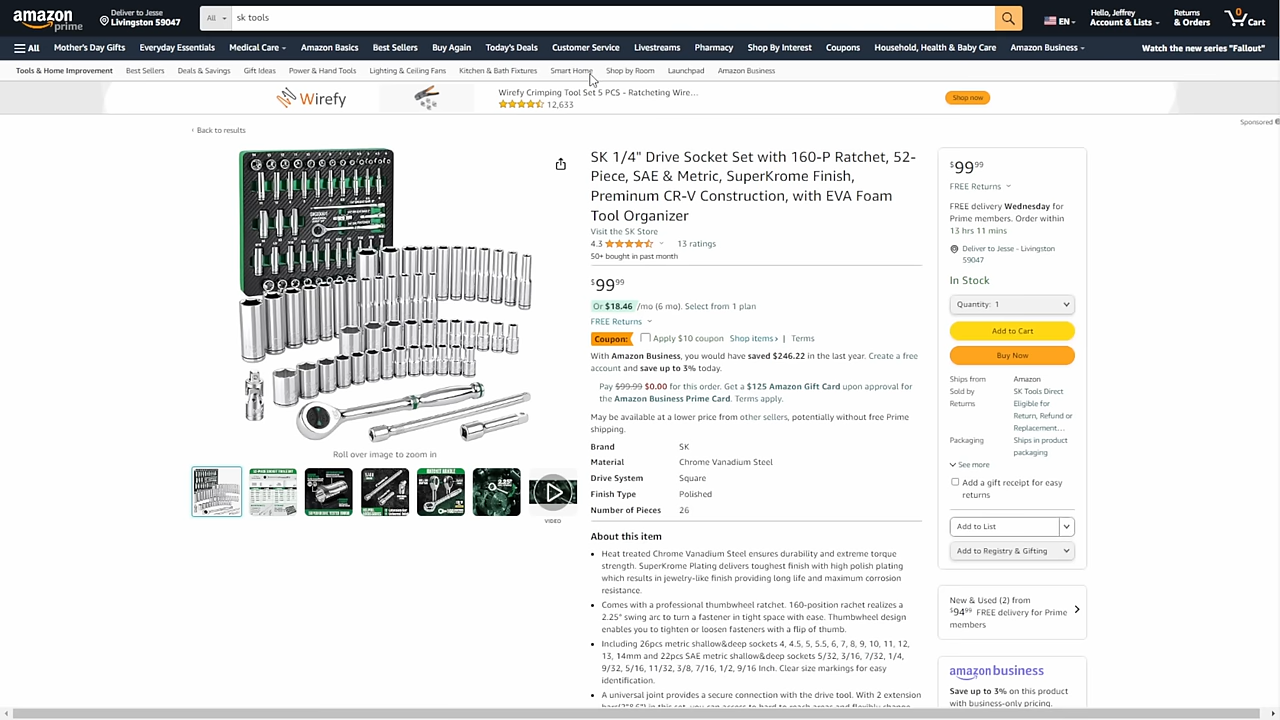 amazon prime
Deliver to Jesse
Livingston 59047
All
sk tools
EN
Hello, Jeffrey
Account & Lists
Returns
& Orders
0
Cart
All
Mother's Day Gifts
Everyday Essentials
Medical Care
Amazon Basics
Best Sellers
Buy Again
Today's Deals
Customer Service
Livestreams
Pharmacy
Shop By Interest
Coupons
Household, Health & Baby Care
Amazon Business
Watch the new series "Fallout"
Tools & Home Improvement
Best Sellers
Deals & Savings
Gift Ideas
Power & Hand Tools
Lighting & Ceiling Fans
Kitchen & Bath Fixtures
Smart Home
Shop by Room
Launchpad
Amazon Business
Wirefy
Wirefy Crimping Tool Set 5 PCS - Ratcheting Wire...
12,633
Shop now
Sponsored
‹ Back to results
SK 1/4" Drive Socket Set with 160-P Ratchet, 52-
Piece, SAE & Metric, SuperKrome Finish,
Preminum CR-V Construction, with EVA Foam
Tool Organizer
Visit the SK Store
4.3
13 ratings
50+ bought in past month
$99.99
Or $18.46 /mo (6 mo). Select from 1 plan
FREE Returns
Coupon: Apply $10 coupon Shop items › | Terms
With Amazon Business, you would have saved $246.22 in the last year. Create a free
account and save up to 3% today.
Pay $99.99 $0.00 for this order. Get a $125 Amazon Gift Card upon approval for
the Amazon Business Prime Card. Terms apply.
May be available at a lower price from other sellers, potentially without free Prime
shipping.
Brand SK
Material Chrome Vanadium Steel
Drive System Square
Finish Type Polished
Number of Pieces 26
About this item
Heat treated Chrome Vanadium Steel ensures durability and extreme torque
strength. SuperKrome Plating delivers toughest finish with high polish plating
which results in jewelry-like finish providing long life and maximum corrosion
resistance.
Comes with a professional thumbwheel ratchet. 160-position rachet realizes a
2.25° swing arc to turn a fastener in tight space with ease. Thumbwheel design
enables you to tighten or loosen fasteners with a flip of thumb.
Including 26pcs metric shallow&deep sockets 4, 4.5, 5, 5.5, 6, 7, 8, 9, 10, 11, 12,
13, 14mm and 22pcs SAE metric shallow&deep sockets 5/32, 3/16, 7/32, 1/4,
9/32, 5/16, 11/32, 3/8, 7/16, 1/2, 9/16 Inch. Clear size markings for easy
identification.
A universal joint provides a secure connection with the drive tool. With 2 extension
Roll over image to zoom in
VIDEO
$99.99
FREE Returns
FREE delivery Wednesday for
Prime members. Order within
13 hrs 11 mins
Deliver to Jesse - Livingston
59047
In Stock
Quantity: 1
Add to Cart
Buy Now
Ships from Amazon
Sold by SK Tools Direct
Returns Eligible for
Return, Refund or
Replacement...
Packaging Ships in product
packaging
See more
Add a gift receipt for easy
returns
Add to List
Add to Registry & Gifting
New & Used (2) from
$94.99 FREE delivery for Prime
members
amazon business
Save up to 3% on this product
with business-only pricing.